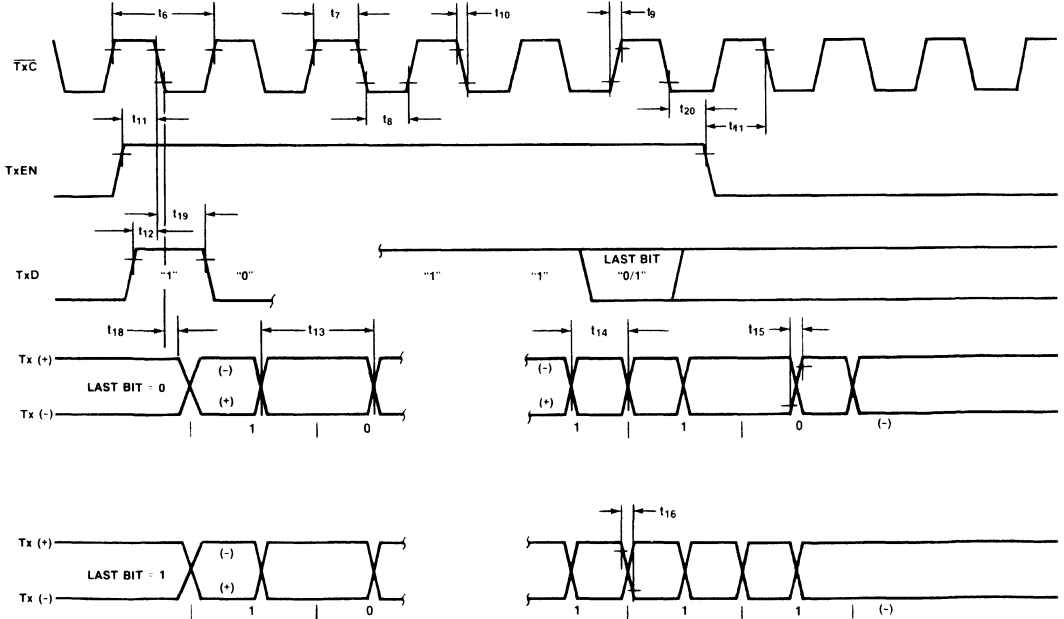 t6 t7 t10 t9
TxC
t11 t8 t20 t11
TxEN
t12 t19
TxD "1" "0" "1" "1" LAST BIT "0/1"
t18 t13 t14 t15
Tx (+) (-) (-)
LAST BIT = 0
Tx (-) (+) (+)
| 1 | 0 1 | 1 | 0 (-)
t16
Tx (+) (-)
LAST BIT = 1
Tx (-) (+)
| 1 | 0 1 | 1 | 1 | (-)